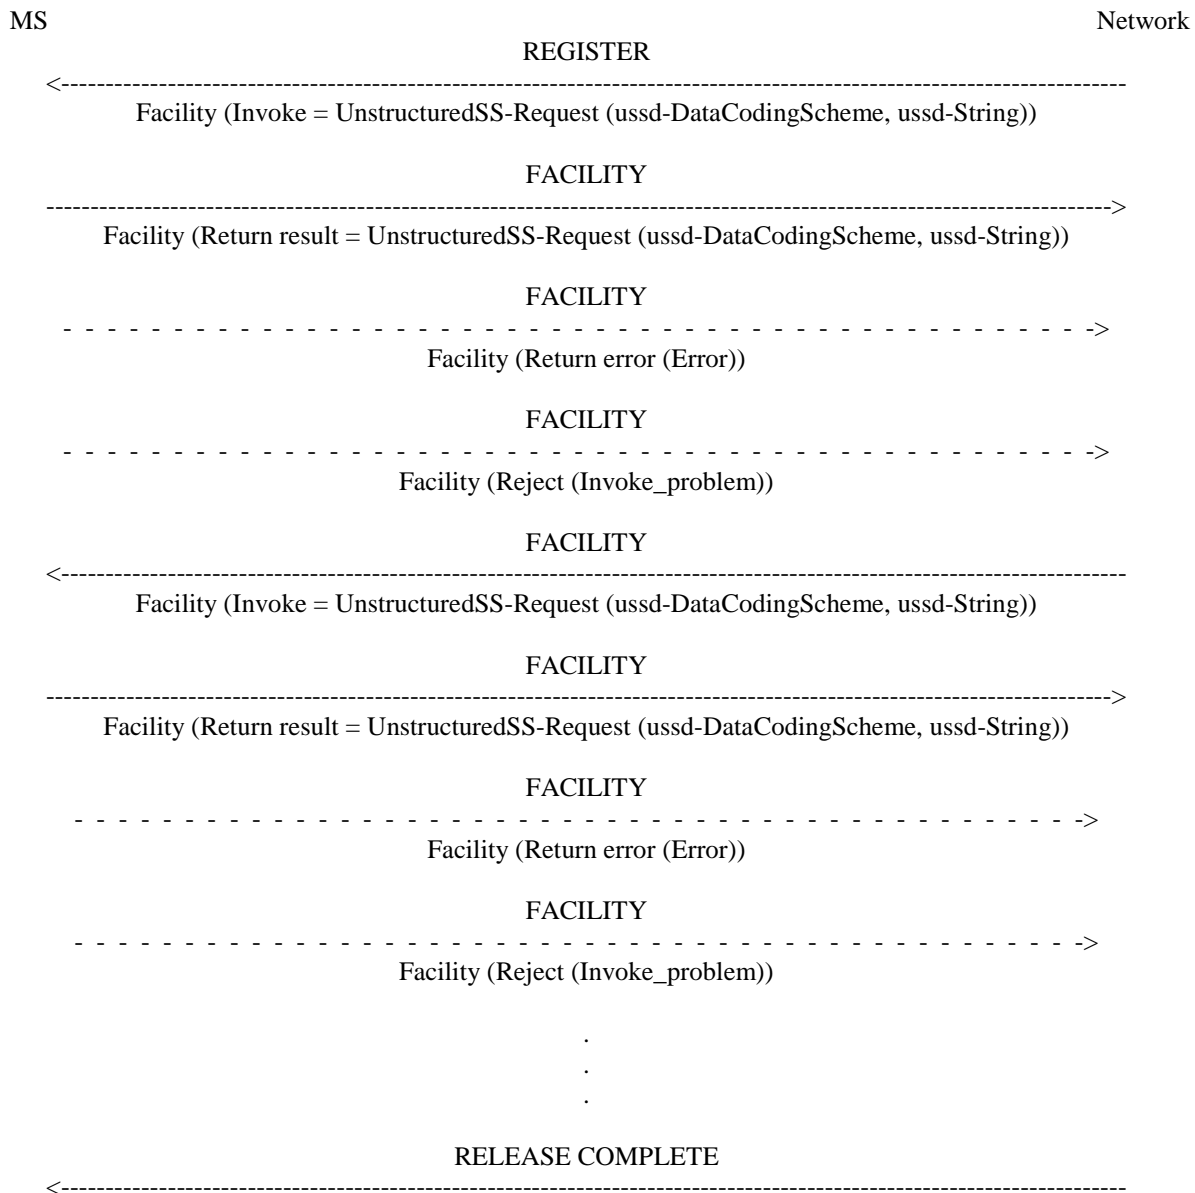 MS Network
REGISTER
<------------------------------------------------------------------------------------------------------------------------
Facility (Invoke = UnstructuredSS-Request (ussd-DataCodingScheme, ussd-String))
FACILITY
------------------------------------------------------------------------------------------------------------------------>
Facility (Return result = UnstructuredSS-Request (ussd-DataCodingScheme, ussd-String))
FACILITY
- - - - - - - - - - - - - - - - - - - - - - - - - - - - - - - - - - - - - - - - - - - - - - ->
Facility (Return error (Error))
FACILITY
- - - - - - - - - - - - - - - - - - - - - - - - - - - - - - - - - - - - - - - - - - - - - - ->
Facility (Reject (Invoke_problem))
FACILITY
<------------------------------------------------------------------------------------------------------------------------
Facility (Invoke = UnstructuredSS-Request (ussd-DataCodingScheme, ussd-String))
FACILITY
------------------------------------------------------------------------------------------------------------------------>
Facility (Return result = UnstructuredSS-Request (ussd-DataCodingScheme, ussd-String))
FACILITY
- - - - - - - - - - - - - - - - - - - - - - - - - - - - - - - - - - - - - - - - - - - - - ->
Facility (Return error (Error))
FACILITY
- - - - - - - - - - - - - - - - - - - - - - - - - - - - - - - - - - - - - - - - - - - - - ->
Facility (Reject (Invoke_problem))
.
.
.
RELEASE COMPLETE
<------------------------------------------------------------------------------------------------------------------------